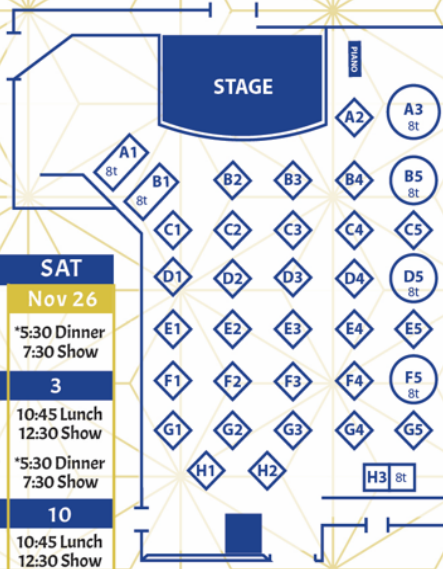 STAGE
PIANO
A1
8t
A2
A3
8t
B1
8t
B2
B3
B4
B5
8t
C1
C2
C3
C4
C5
D1
D2
D3
D4
D5
8t
E1
E2
E3
E4
E5
F1
F2
F3
F4
F5
8t
G1
G2
G3
G4
G5
H1
H2
H3 8t
SAT
Nov 26
*5:30 Dinner
7:30 Show
3
10:45 Lunch
12:30 Show
*5:30 Dinner
7:30 Show
10
10:45 Lunch
12:30 Show